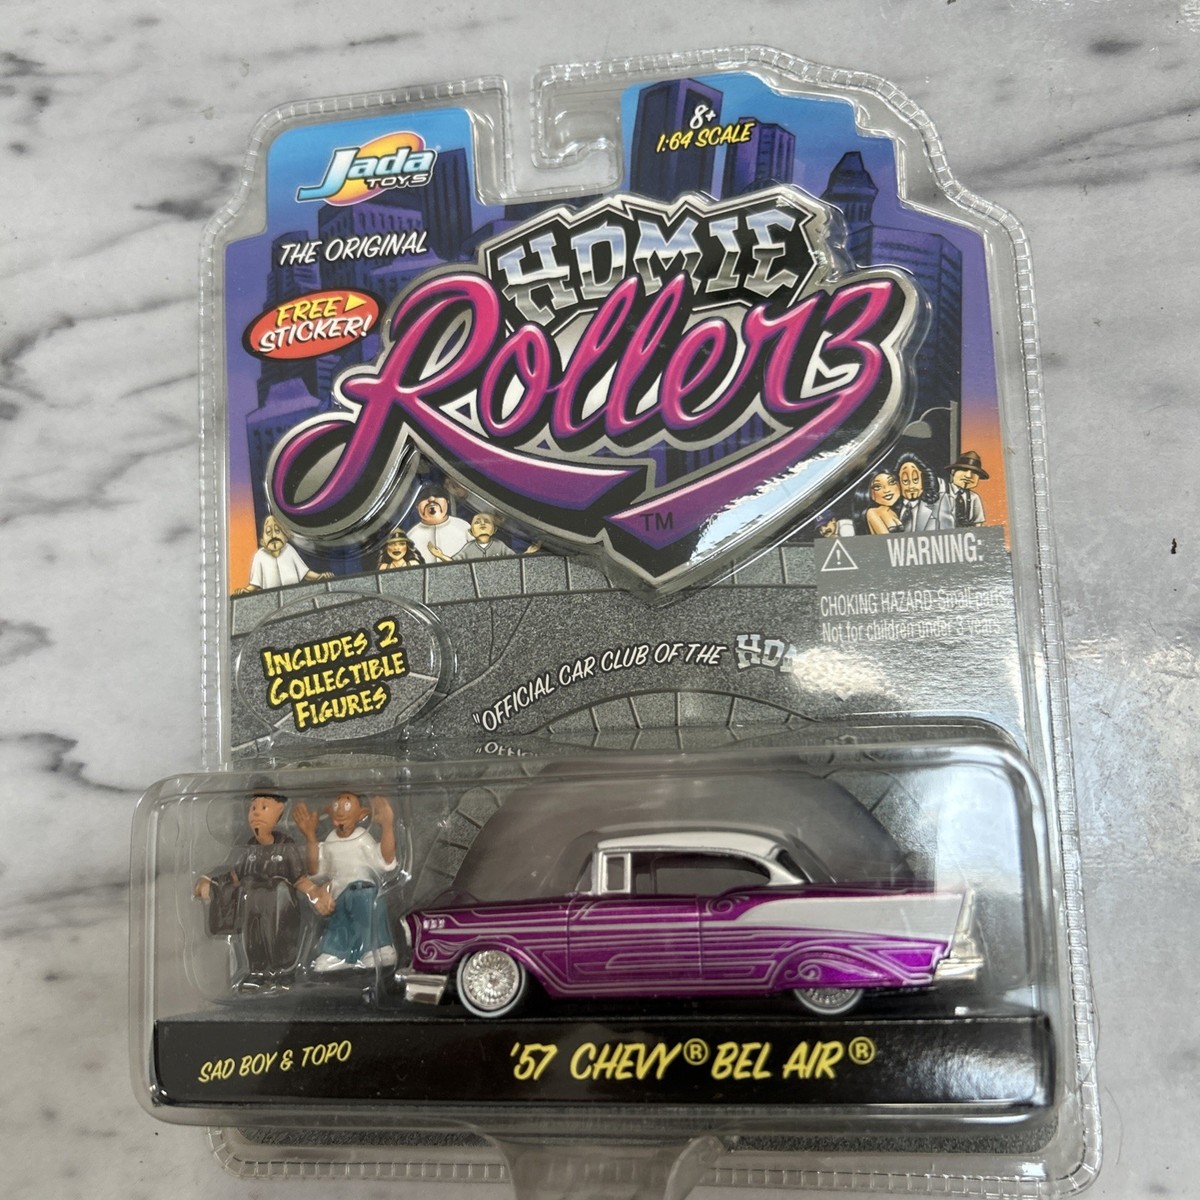 8+
1:64 SCALE
Jada
TOYS
THE ORIGINAL
HOMIE
Rollerz
FREE
STICKER!
TM
WARNING:
CHOKING HAZARD-Small parts
Not for children under 3 years.
INCLUDES 2
COLLECTIBLE
FIGURES
"OFFICIAL CAR CLUB OF THE
SAD BOY & TOPO
'57 CHEVY® BEL AIR®